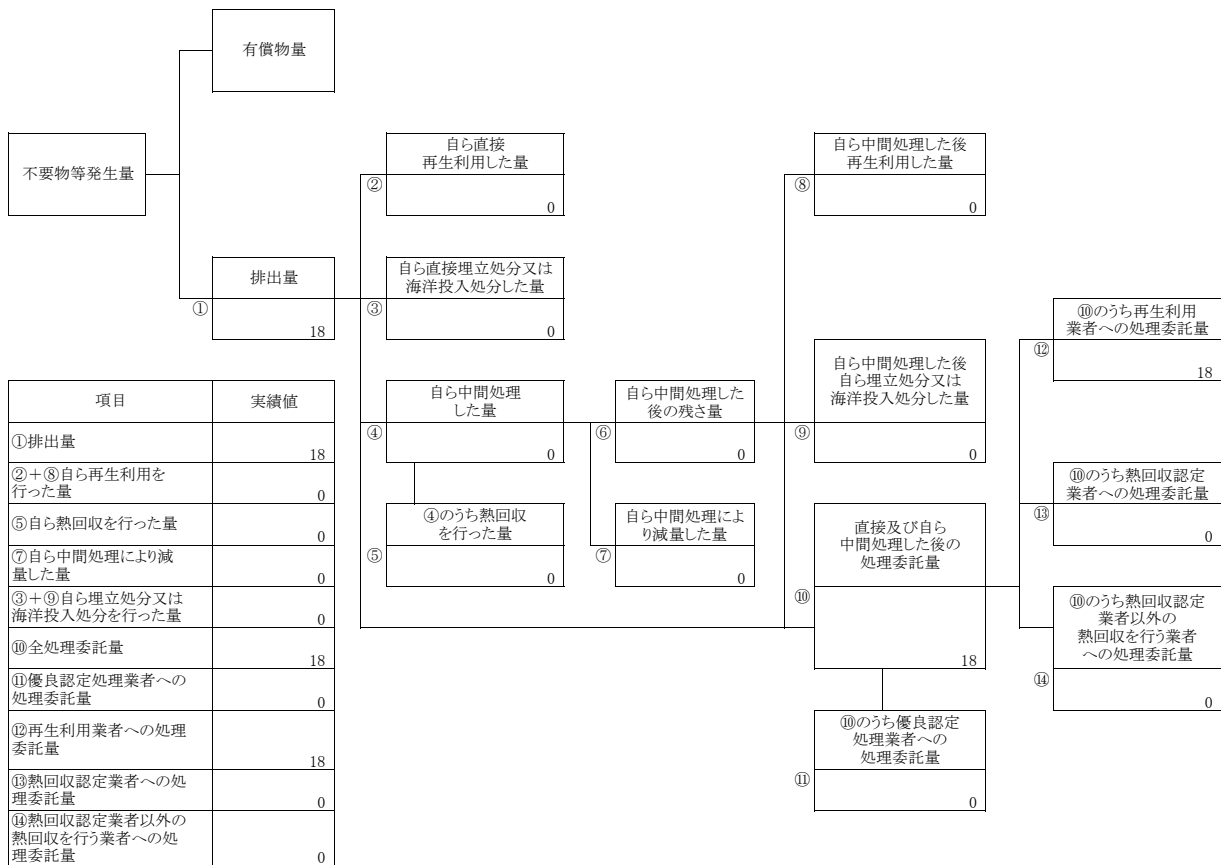 有償物量
不要物等発生量
自ら直接
再生利用した量
②
0
自ら中間処理した後
再生利用した量
⑧
0
排出量
①
18
自ら直接埋立処分又は
海洋投入処分した量
③
0
⑩のうち再生利用
業者への処理委託量
⑫
18
自ら中間処理
した量
④
0
自ら中間処理した
後の残さ量
⑥
0
自ら中間処理した後
自ら埋立処分又は
海洋投入処分した量
⑨
0
⑩のうち熱回収認定
業者への処理委託量
⑬
0
④のうち熱回収
を行った量
⑤
0
自ら中間処理によ
り減量した量
⑦
0
直接及び自ら
中間処理した後の
処理委託量
⑩
18
⑩のうち熱回収認定
業者以外の
熱回収を行う業者
への処理委託量
⑭
0
⑩のうち優良認定
処理業者への
処理委託量
⑪
0
項目 実績値
①排出量 18
②+⑧自ら再生利用を
行った量 0
⑤自ら熱回収を行った量 0
⑦自ら中間処理により減
量した量 0
③+⑨自ら埋立処分又は
海洋投入処分を行った量 0
⑩全処理委託量 18
⑪優良認定処理業者への
処理委託量 0
⑫再生利用業者への処理
委託量 18
⑬熱回収認定業者への処
理委託量 0
⑭熱回収認定業者以外の
熱回収を行う業者への処
理委託量 0